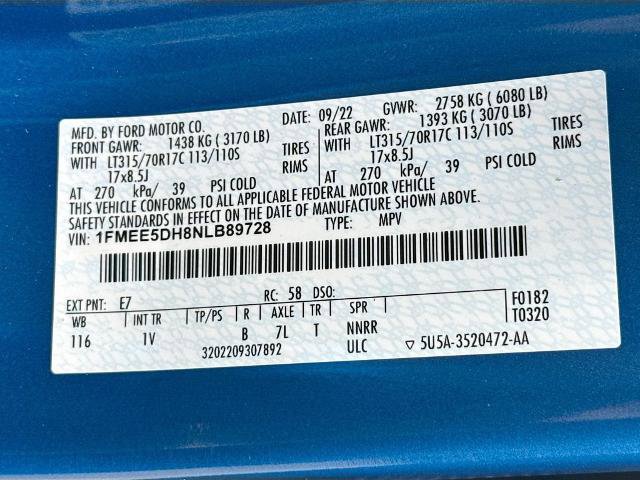 MFD. BY FORD MOTOR CO. DATE: 09/22 GVWR: 2758 KG ( 6080 LB)
FRONT GAWR: 1438 KG ( 3170 LB) REAR GAWR: 1393 KG ( 3070 LB)
WITH LT315/70R17C 113/110S TIRES WITH LT315/70R17C 113/110S TIRES
17x8.5J RIMS 17x8.5J RIMS
AT 270 kPa/ 39 PSI COLD AT 270 kPa/ 39 PSI COLD
THIS VEHICLE CONFORMS TO ALL APPLICABLE FEDERAL MOTOR VEHICLE
SAFETY STANDARDS IN EFFECT ON THE DATE OF MANUFACTURE SHOWN ABOVE.
VIN: 1FMEE5DH8NLB89728 TYPE: MPV
EXT PNT: E7 RC: 58 DSO: F0182
WB INT TR TP/PS R AXLE TR SPR T0320
116 1V B 7L T NNRR
3202209307892 ULC ▽ 5U5A-3520472-AA